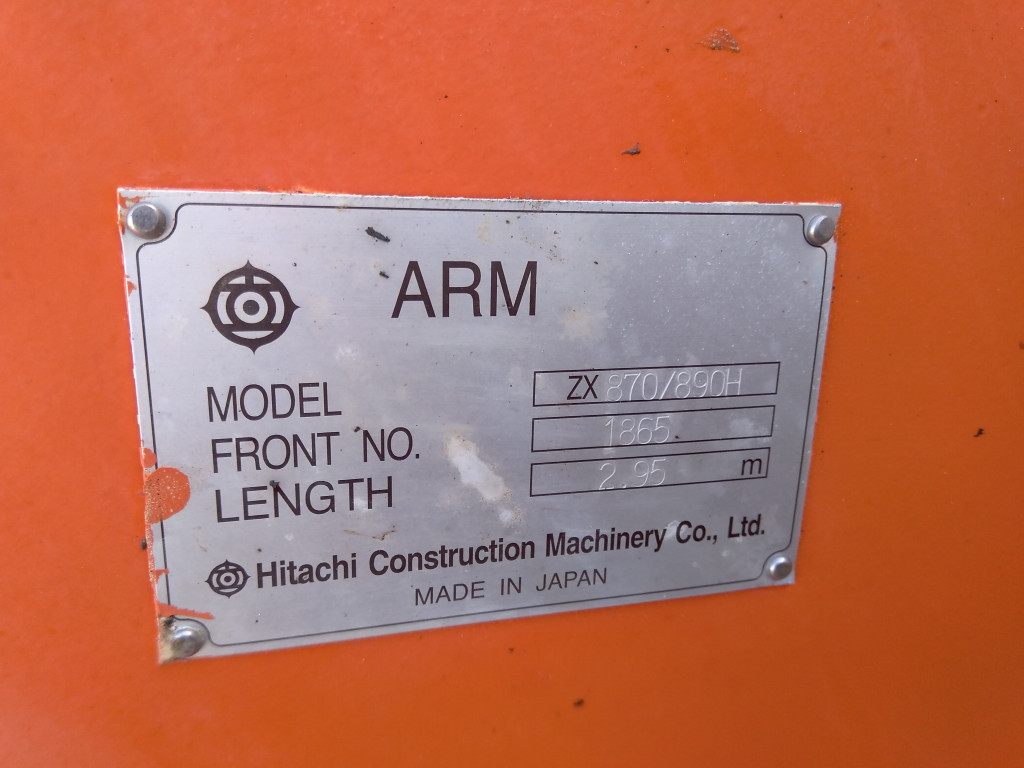 ARM
MODEL ZX 870/890H
FRONT NO. 1865
LENGTH 2.95 m
Hitachi Construction Machinery Co., Ltd.
MADE IN JAPAN